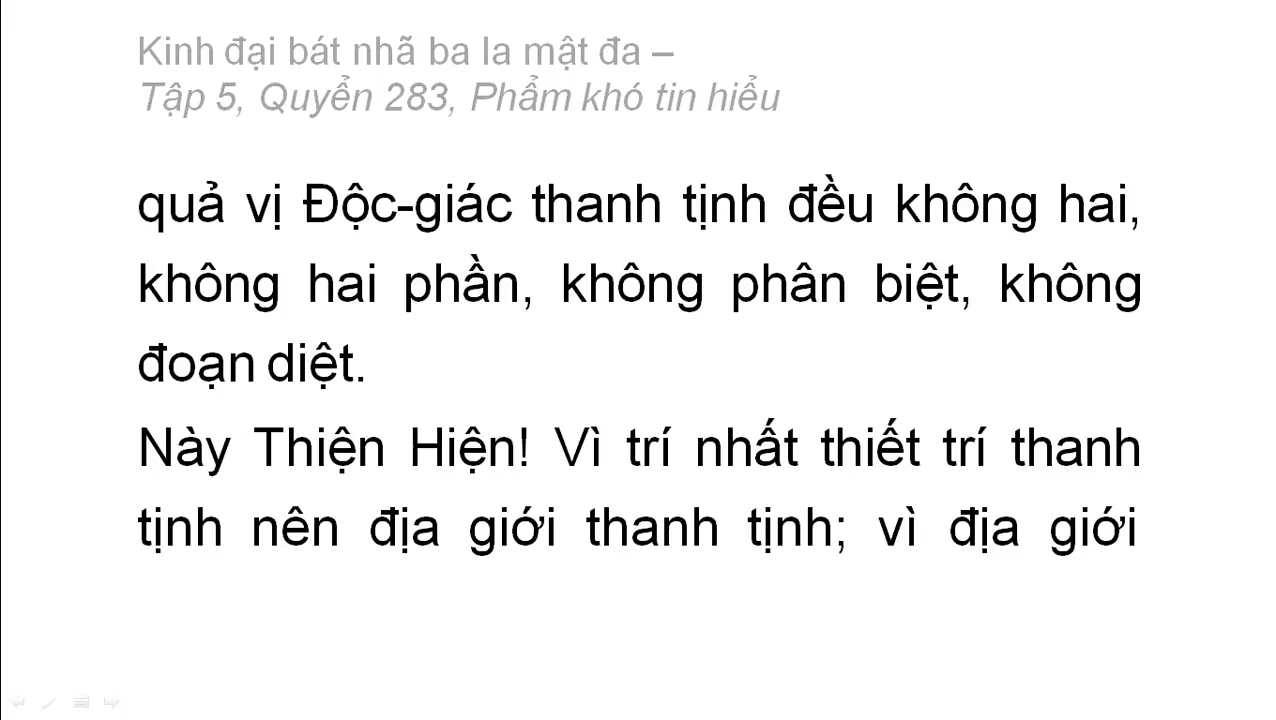 Kinh đại bát nhã ba la mật đa –
Tập 5, Quyển 283, Phẩm khó tin hiểu
quả vị Độc-giác thanh tịnh đều không hai,
không hai phần, không phân biệt, không
đoạn diệt.
Này Thiện Hiện! Vì trí nhất thiết trí thanh
tịnh nên địa giới thanh tịnh; vì địa giới